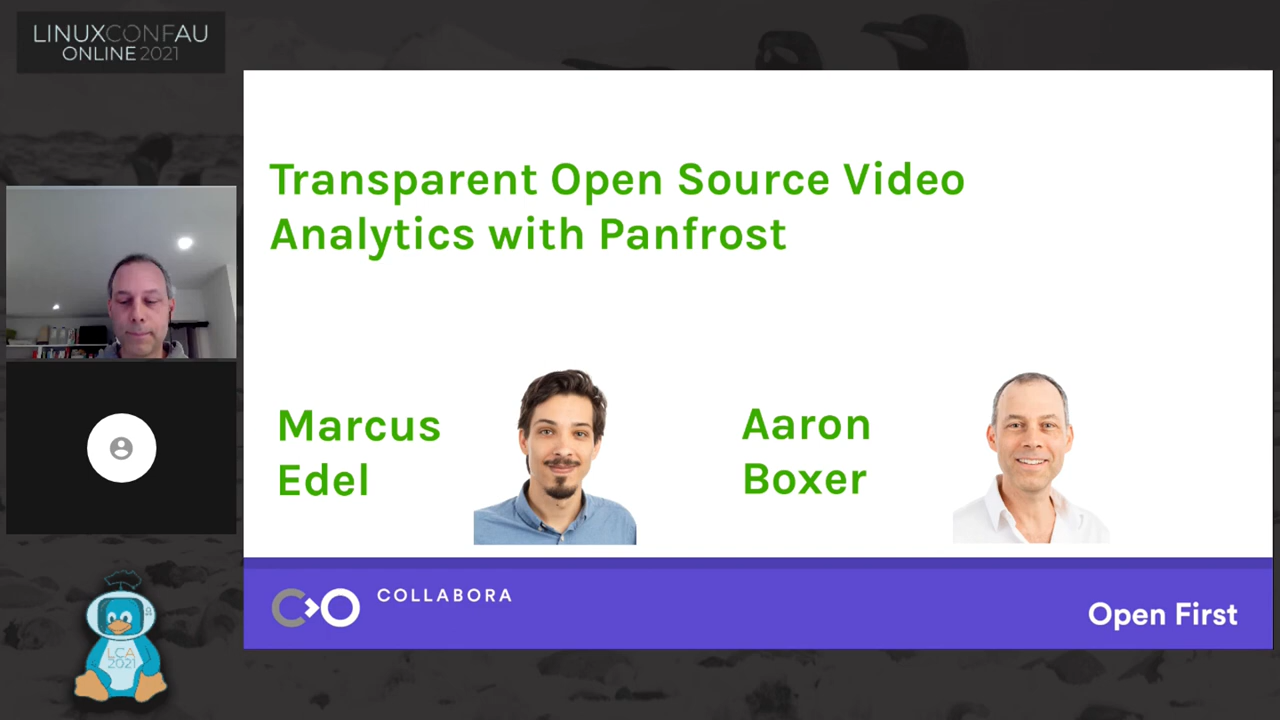 LINUXCONFAU
ONLINE 2021
Transparent Open Source Video
Analytics with Panfrost
Marcus
Edel
Aaron
Boxer
COLLABORA
Open First
LCA
2021